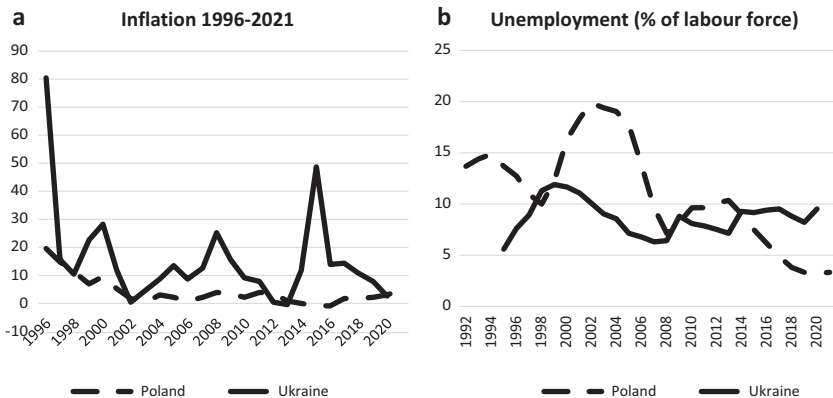 a Inflation 1996-2021
90
80
70
60
50
40
30
20
10
0
-10
1996 1998 2000 2002 2004 2006 2008 2010 2012 2014 2016 2018 2020
Poland Ukraine
b Unemployment (% of labour force)
25
20
15
10
5
0
1992 1994 1996 1998 2000 2002 2004 2006 2008 2010 2012 2014 2016 2018 2020
Poland Ukraine